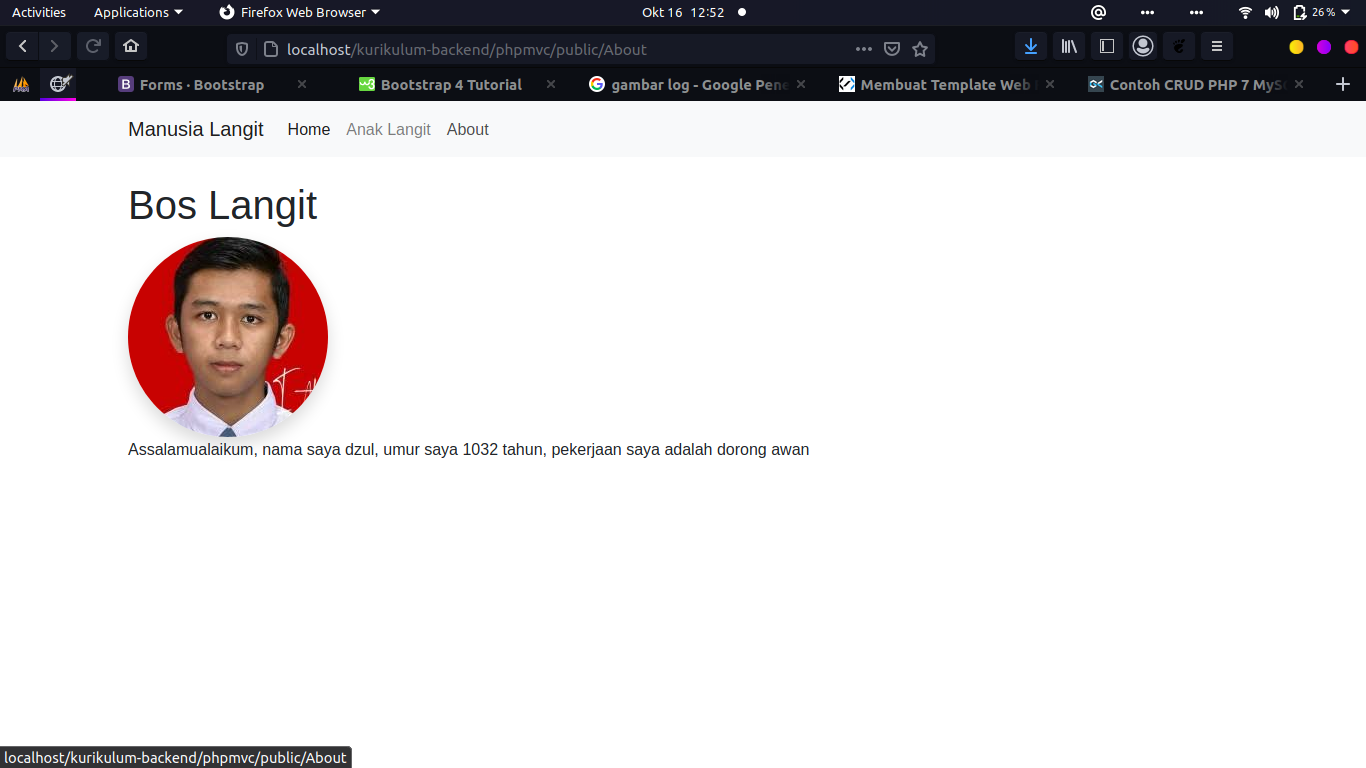 Activities Applications Firefox Web Browser Okt 16 12:52 26 %
localhost/kurikulum-backend/phpmvc/public/About
Forms · Bootstrap Bootstrap 4 Tutorial gambar log - Google Pene Membuat Template Web Contoh CRUD PHP 7 MyS
Manusia Langit Home Anak Langit About
Bos Langit
Assalamualaikum, nama saya dzul, umur saya 1032 tahun, pekerjaan saya adalah dorong awan
localhost/kurikulum-backend/phpmvc/public/About